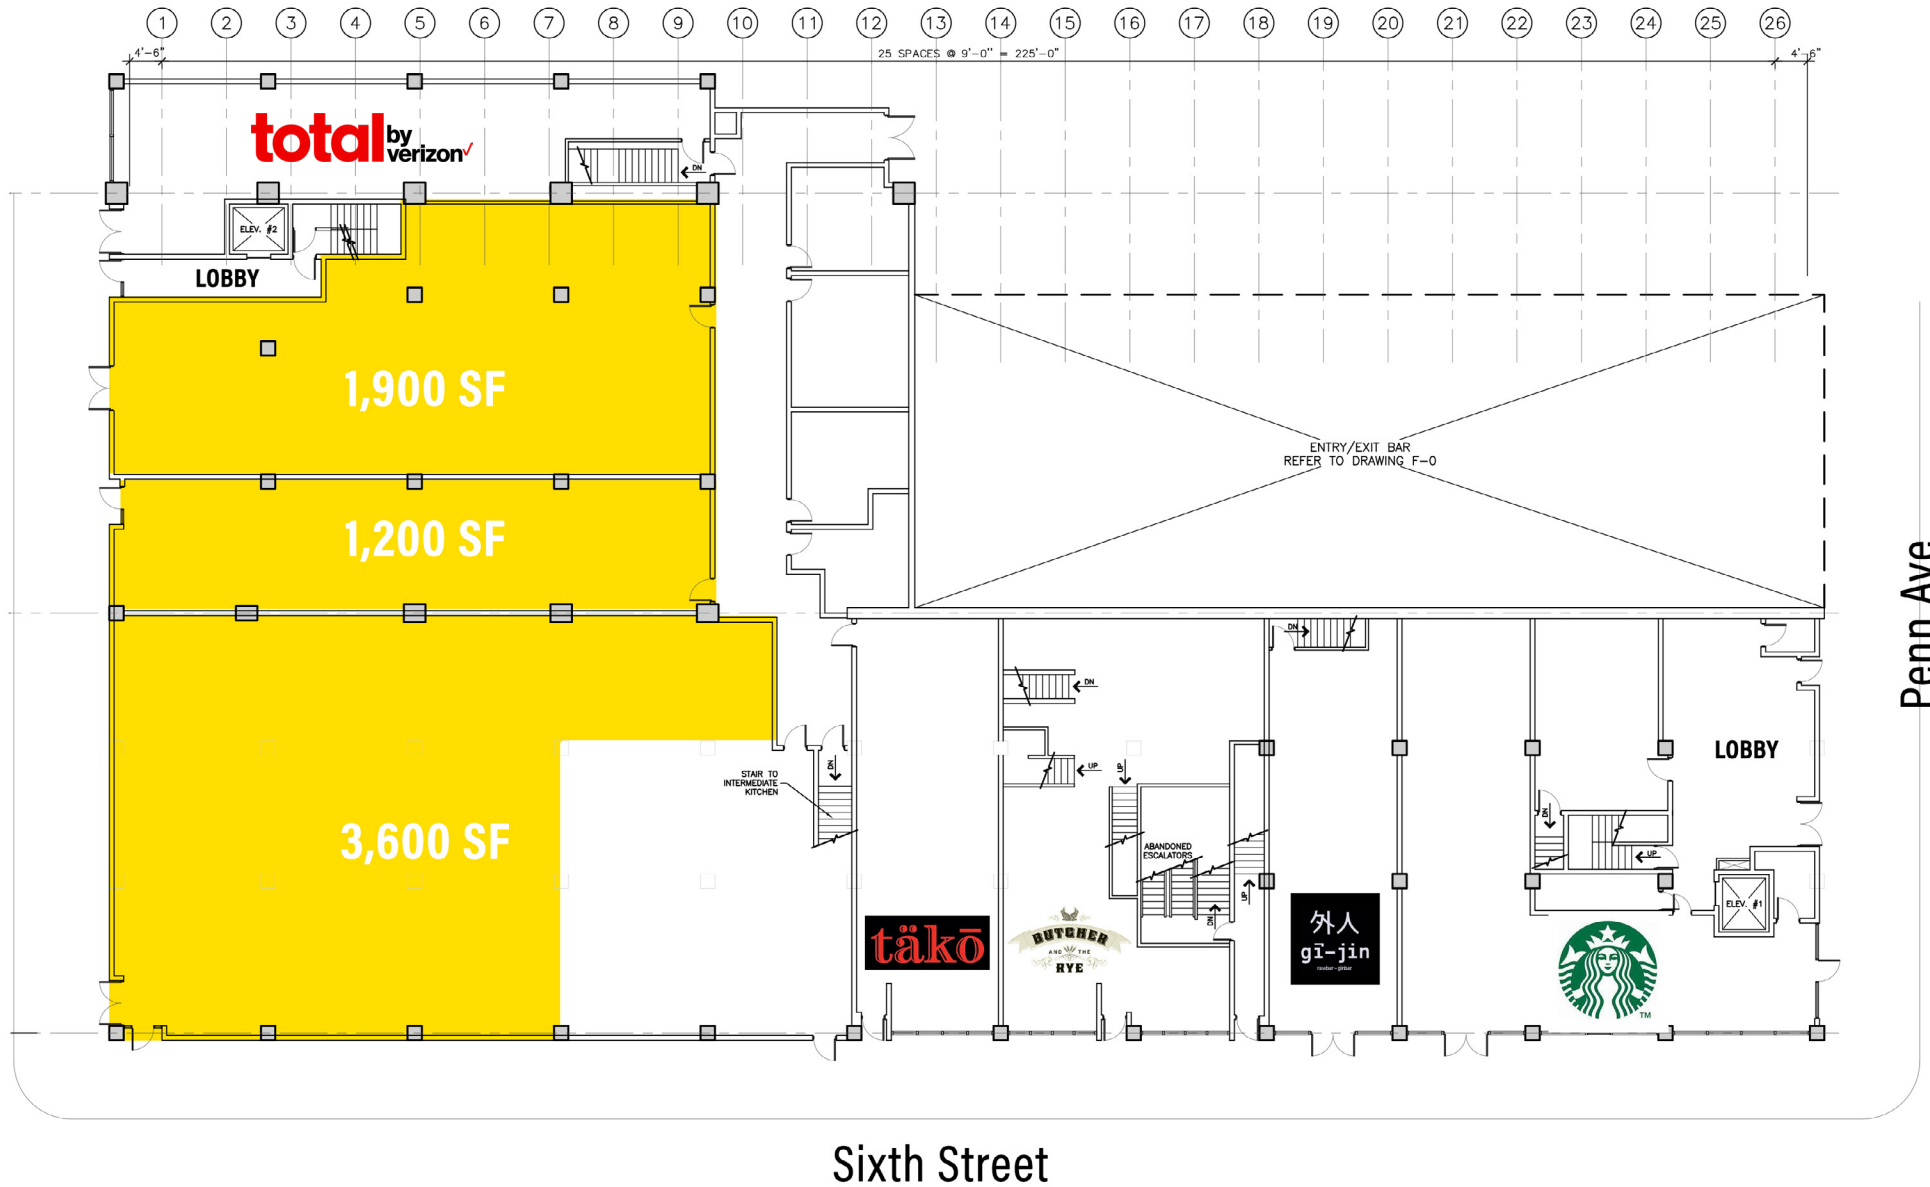 1 2 3 4 5 6 7 8 9 10 11 12 13 14 15 16 17 18 19 20 21 22 23 24 25 26
4'-6" 25 SPACES @ 9'-0" = 225'-0" 4'-6"
total by verizon
DN
ELEV. #2
LOBBY
1,900 SF
ENTRY/EXIT BAR
REFER TO DRAWING F-0
1,200 SF
Penn Ave
DN
DN
LOBBY
UP
UP
DN
STAIR TO
INTERMEDIATE
KITCHEN
3,600 SF
DN
ABANDONED
ESCALATORS
UP
UP
DN
ELEV. #1
täkō
BUTCHER
AND THE
RYE
外人
gī-jin
rawbar - ginbar
TM
Sixth Street